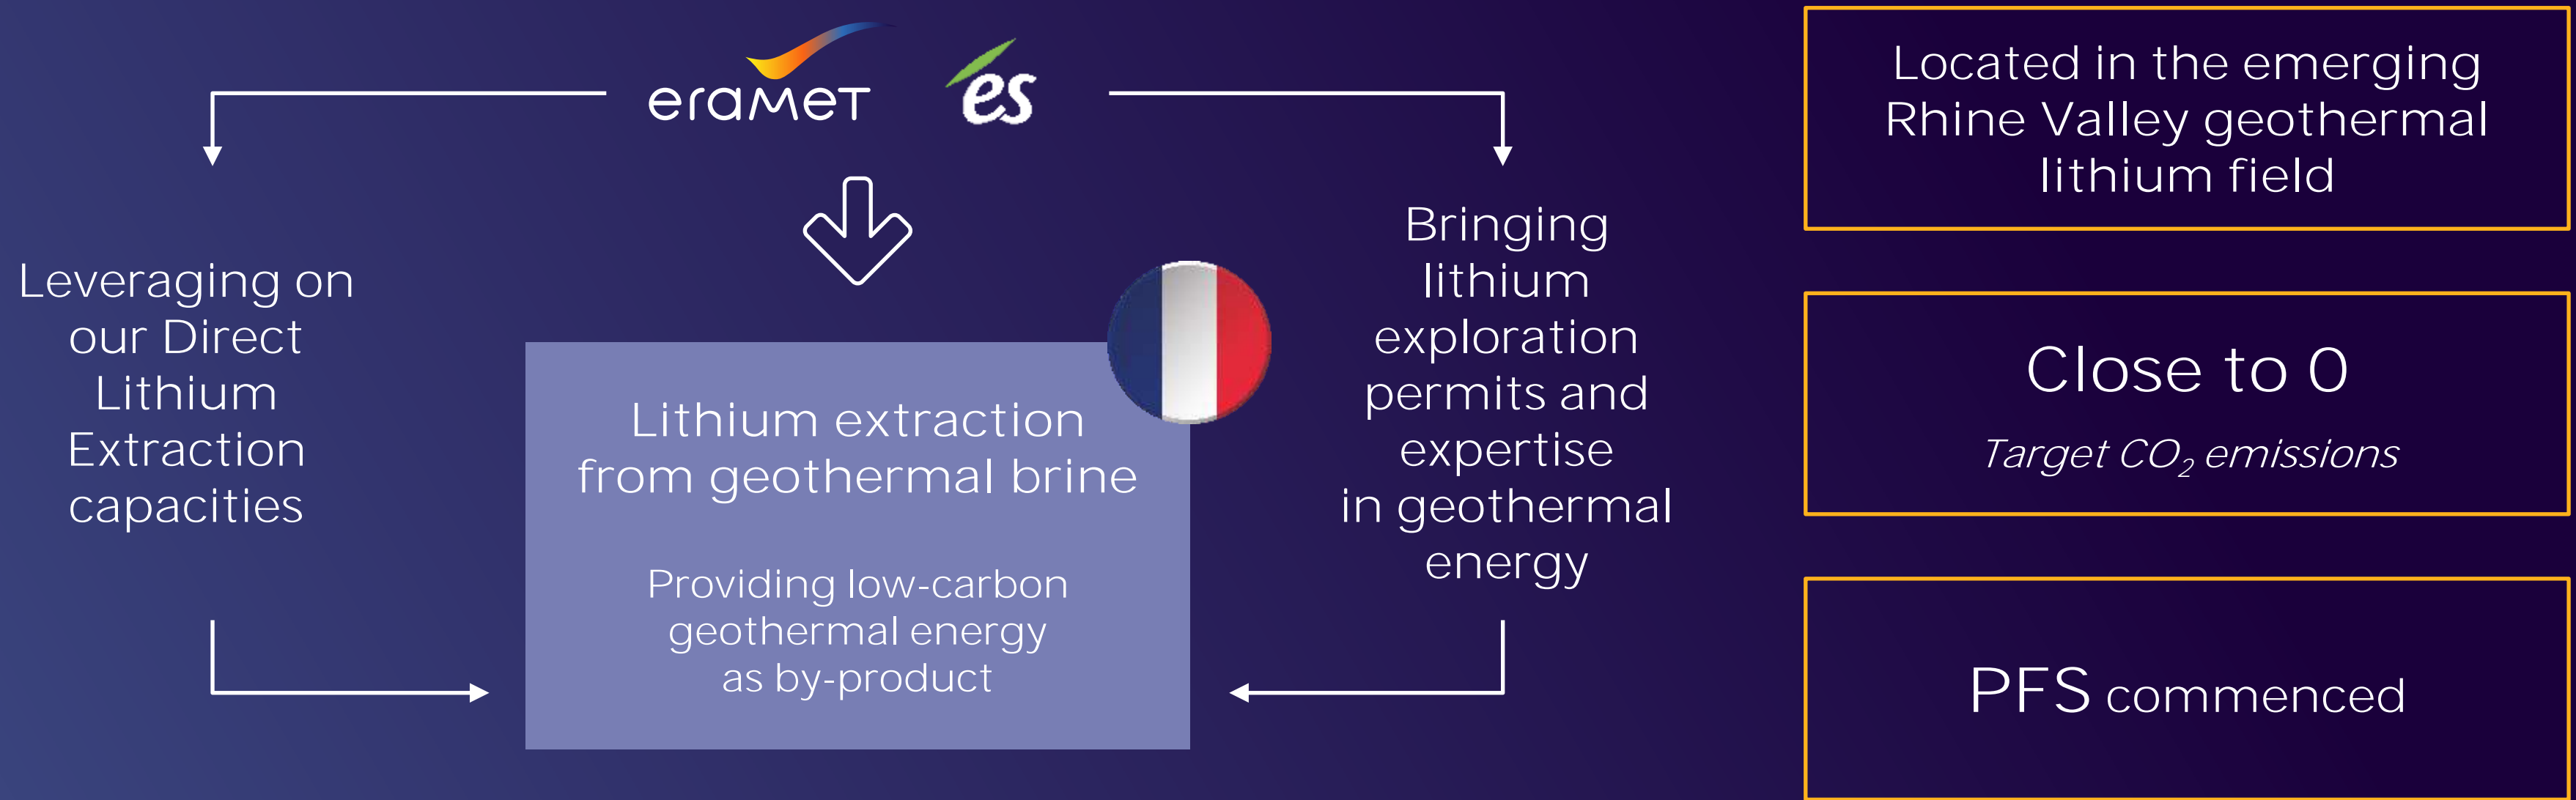 eramet
és
Leveraging on
our Direct
Lithium
Extraction
capacities
Lithium extraction
from geothermal brine
Providing low-carbon
geothermal energy
as by-product
Bringing
lithium
exploration
permits and
expertise
in geothermal
energy
Located in the emerging
Rhine Valley geothermal
lithium field
Close to 0
Target CO₂ emissions
PFS commenced